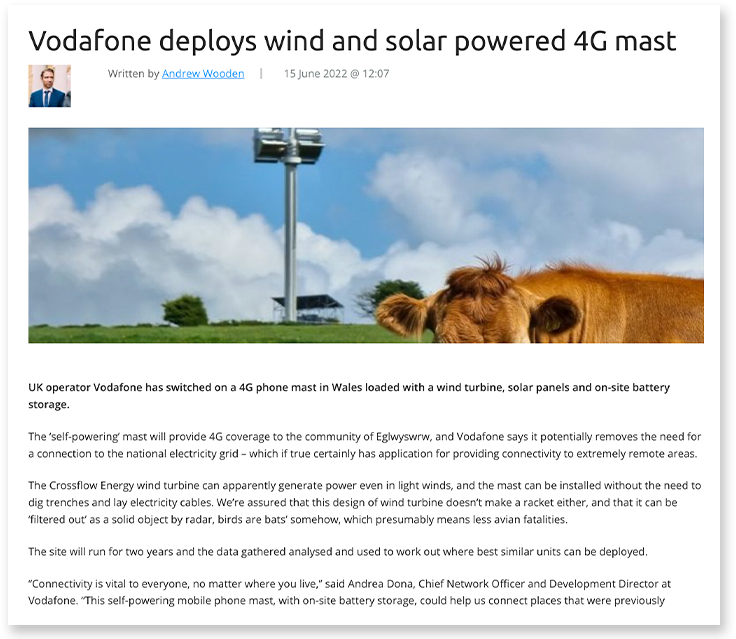 Vodafone deploys wind and solar powered 4G mast
Written by Andrew Wooden | 15 June 2022 @ 12:07
UK operator Vodafone has switched on a 4G phone mast in Wales loaded with a wind turbine, solar panels and on-site battery
storage.
The ‘self-powering’ mast will provide 4G coverage to the community of Eglwyswrw, and Vodafone says it potentially removes the need for
a connection to the national electricity grid – which if true certainly has application for providing connectivity to extremely remote areas.
The Crossflow Energy wind turbine can apparently generate power even in light winds, and the mast can be installed without the need to
dig trenches and lay electricity cables. We’re assured that this design of wind turbine doesn’t make a racket either, and that it can be
‘filtered out’ as a solid object by radar, birds are bats’ somehow, which presumably means less avian fatalities.
The site will run for two years and the data gathered analysed and used to work out where best similar units can be deployed.
“Connectivity is vital to everyone, no matter where you live,” said Andrea Dona, Chief Network Officer and Development Director at
Vodafone. “This self-powering mobile phone mast, with on-site battery storage, could help us connect places that were previously